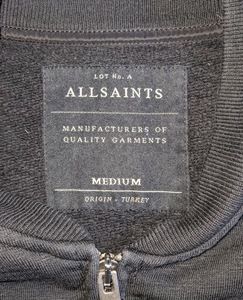 LOT No. A
ALLSAINTS
MANUFACTURERS OF
QUALITY GARMENTS
MEDIUM
ORIGIN - TURKEY